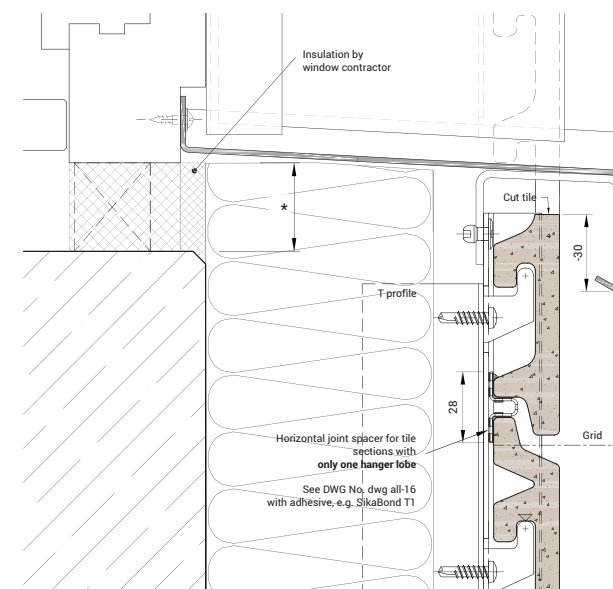 Insulation by
window contractor
Cut tile
*
-30
T profile
28
Horizontal joint spacer for tile
sections with
only one hanger lobe
Grid
See DWG No. dwg all-16
with adhesive, e.g. SikaBond T1